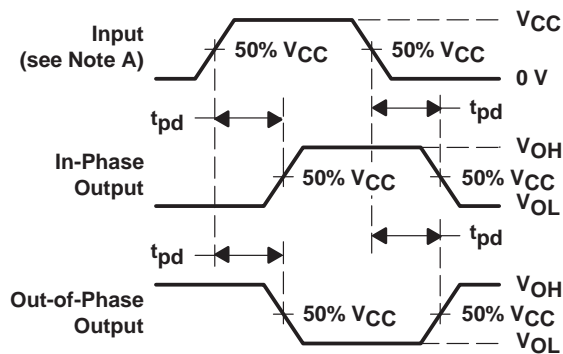 Input
(see Note A)
50% VCC
50% VCC
VCC
0 V
tpd
tpd
In-Phase
Output
50% VCC
VOH
50% VCC
VOL
tpd
tpd
Out-of-Phase
Output
50% VCC
VOH
50% VCC
VOL